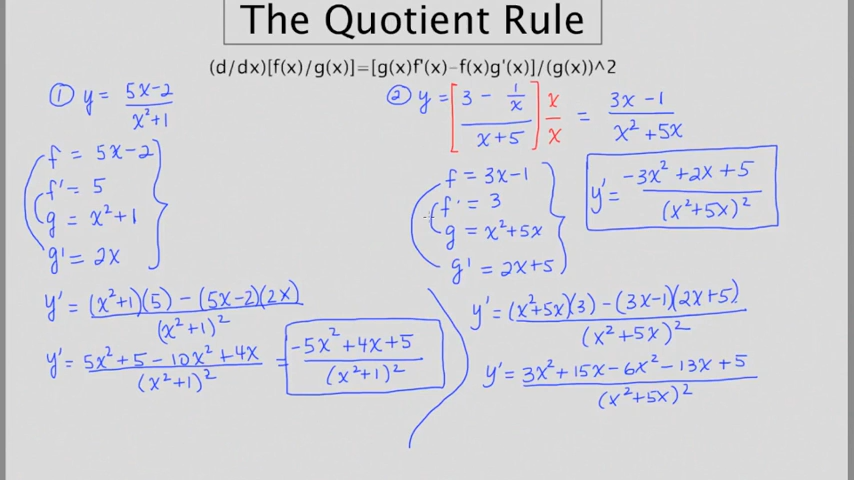 The Quotient Rule
(d/dx)[f(x)/g(x)]=[g(x)f'(x)-f(x)g'(x)]/(g(x))^2
① y = (5x-2)/(x²+1)
f = 5x-2
f' = 5
g = x²+1
g' = 2x
y' = ((x²+1)(5) - (5x-2)(2x))/(x²+1)²
y' = (5x²+5-10x²+4x)/(x²+1)² = (-5x²+4x+5)/(x²+1)²
② y = [(3 - 1/x)/(x+5)] x/x = (3x-1)/(x²+5x)
f = 3x-1
f' = 3
g = x²+5x
g' = 2x+5
y' = (-3x²+2x+5)/(x²+5x)²
y' = ((x²+5x)(3) - (3x-1)(2x+5))/(x²+5x)²
y' = (3x²+15x-6x²-13x+5)/(x²+5x)²